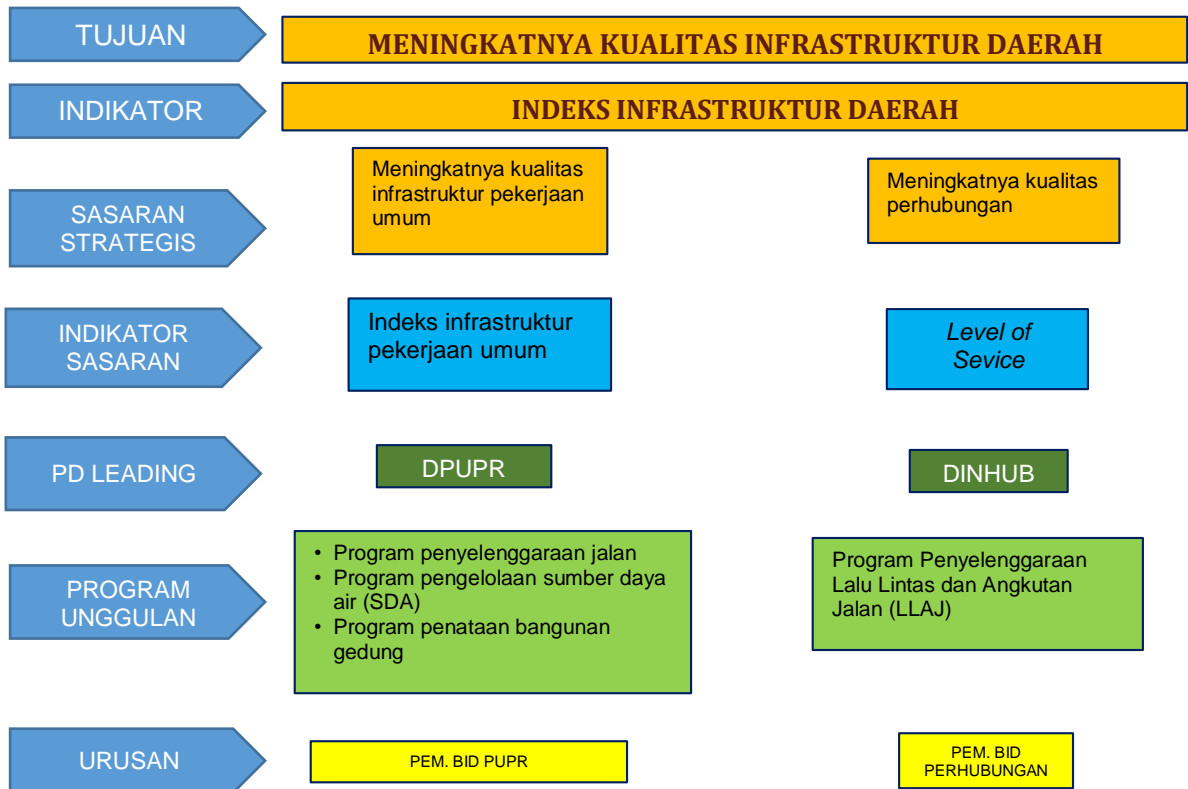 TUJUAN
MENINGKATNYA KUALITAS INFRASTRUKTUR DAERAH
INDIKATOR
INDEKS INFRASTRUKTUR DAERAH
SASARAN
STRATEGIS
Meningkatnya kualitas
infrastruktur pekerjaan
umum
Meningkatnya kualitas
perhubungan
INDIKATOR
SASARAN
Indeks infrastruktur
pekerjaan umum
Level of
Sevice
PD LEADING
DPUPR
DINHUB
PROGRAM
UNGGULAN
• Program penyelenggaraan jalan
• Program pengelolaan sumber daya
air (SDA)
• Program penataan bangunan
gedung
Program Penyelenggaraan
Lalu Lintas dan Angkutan
Jalan (LLAJ)
URUSAN
PEM. BID PUPR
PEM. BID
PERHUBUNGAN